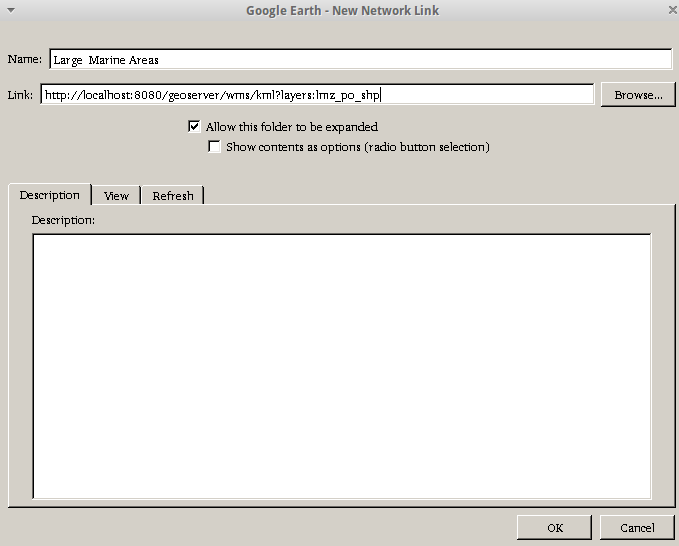 Google Earth - New Network Link
Name: Large Marine Areas
Link: http://localhost:8080/geoserver/wms/kml?layers:lmz_po_shp Browse...
Allow this folder to be expanded
Show contents as options (radio button selection)
Description View Refresh
Description:
OK Cancel